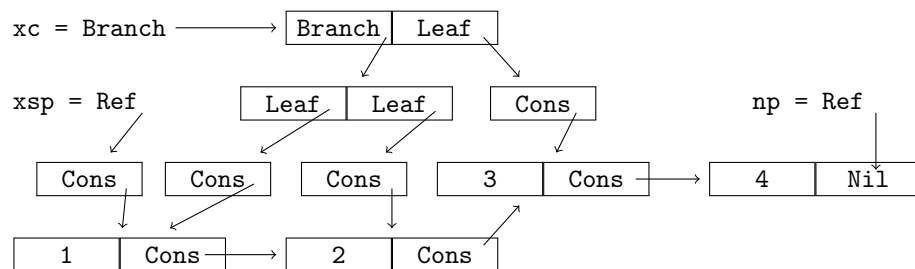 xc = Branch Branch Leaf
xsp = Ref Leaf Leaf Cons np = Ref
Cons Cons Cons 3 Cons 4 Nil
1 Cons 2 Cons